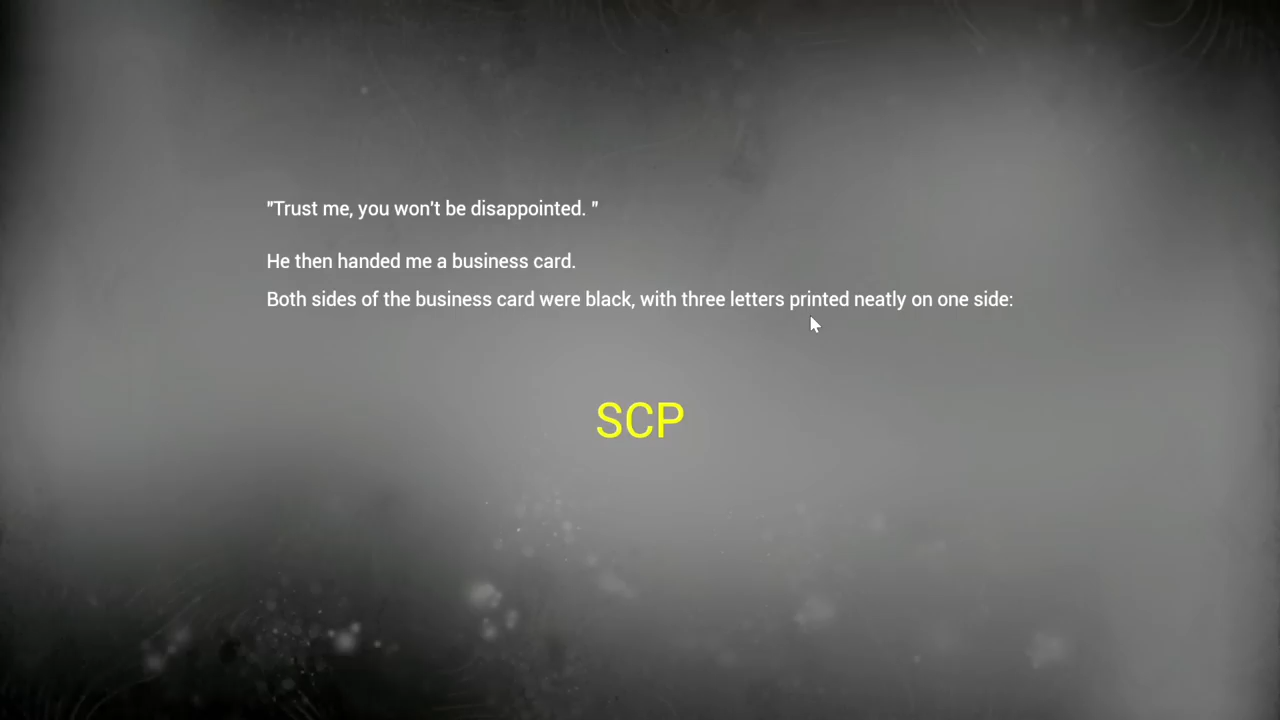 "Trust me, you won't be disappointed. "
He then handed me a business card.
Both sides of the business card were black, with three letters printed neatly on one side:
SCP